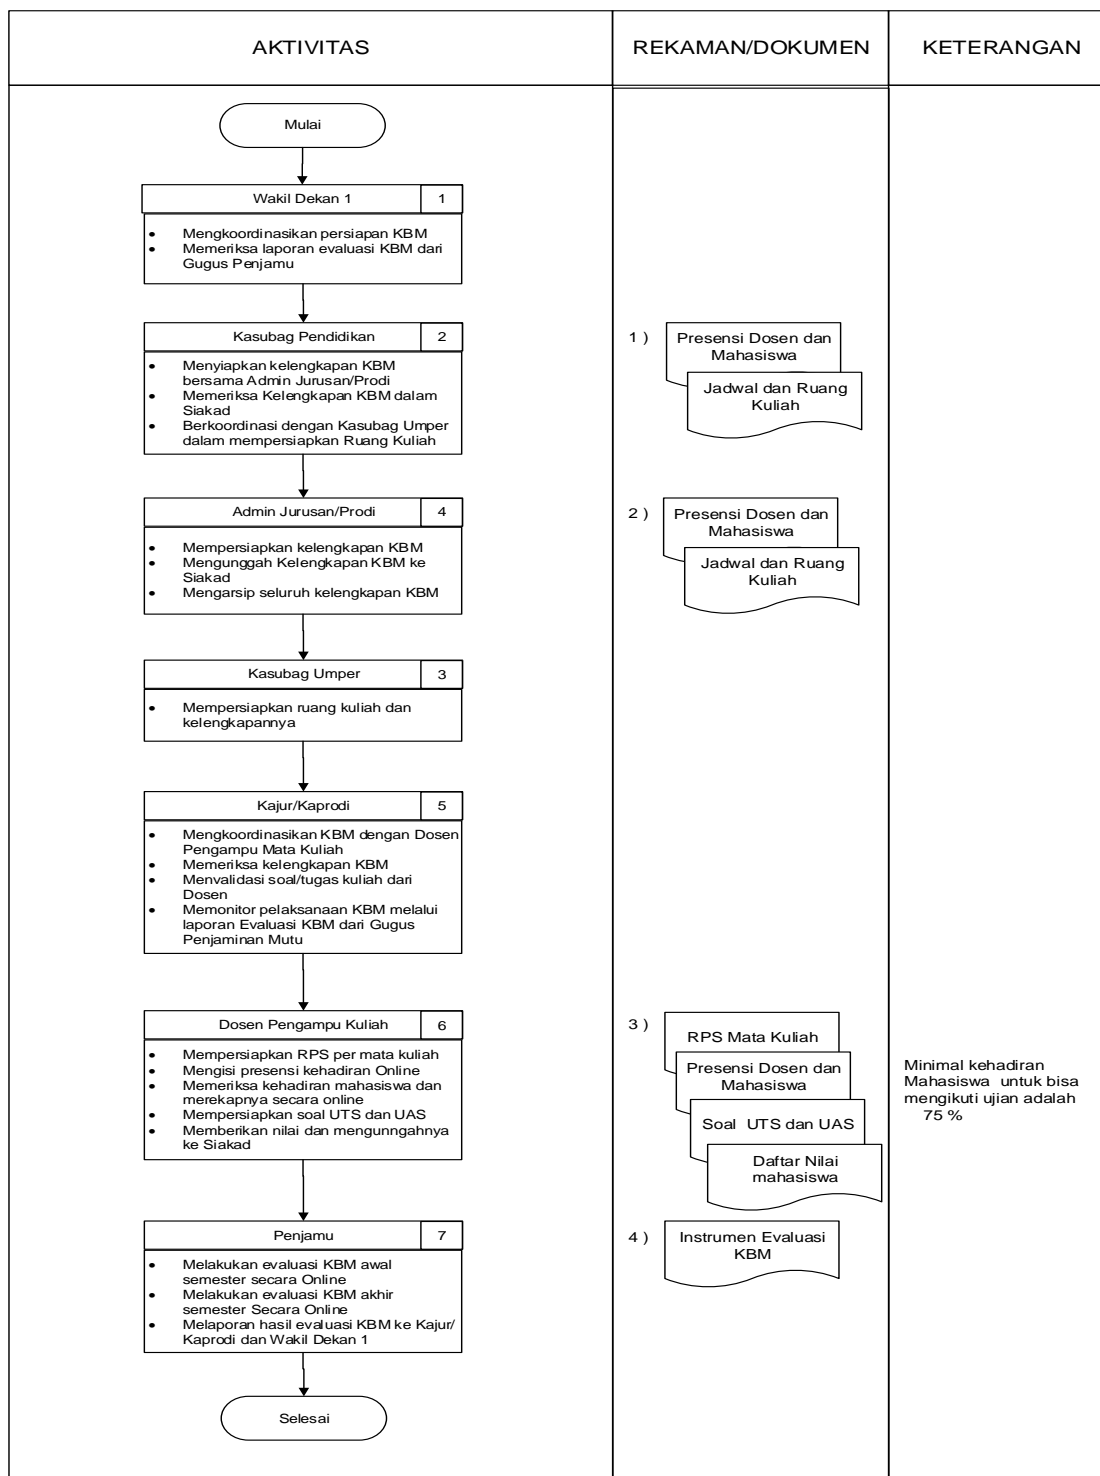 AKTIVITAS
REKAMAN/DOKUMEN
KETERANGAN
Mulai
Wakil Dekan 1
1
• Mengkoordinasikan persiapan KBM
• Memeriksa laporan evaluasi KBM dari
Gugus Penjamu
Kasubag Pendidikan
2
• Menyiapkan kelengkapan KBM
bersama Admin Jurusan/Prodi
• Memeriksa Kelengkapan KBM dalam
Siakad
• Berkoordinasi dengan Kasubag Umper
dalam mempersiapkan Ruang Kuliah
1 )
Presensi Dosen dan
Mahasiswa
Jadwal dan Ruang
Kuliah
Admin Jurusan/Prodi
4
• Mempersiapkan kelengkapan KBM
• Mengunggah Kelengkapan KBM ke
Siakad
• Mengarsip seluruh kelengkapan KBM
2 )
Presensi Dosen dan
Mahasiswa
Jadwal dan Ruang
Kuliah
Kasubag Umper
3
• Mempersiapkan ruang kuliah dan
kelengkapannya
Kajur/Kaprodi
5
• Mengkoordinasikan KBM dengan Dosen
Pengampu Mata Kuliah
• Memeriksa kelengkapan KBM
• Menvalidasi soal/tugas kuliah dari
Dosen
• Memonitor pelaksanaan KBM melalui
laporan Evaluasi KBM dari Gugus
Penjaminan Mutu
Dosen Pengampu Kuliah
6
• Mempersiapkan RPS per mata kuliah
• Mengisi presensi kehadiran Online
• Memeriksa kehadiran mahasiswa dan
merekapnya secara online
• Mempersiapkan soal UTS dan UAS
• Memberikan nilai dan mengunngahnya
ke Siakad
3 )
RPS Mata Kuliah
Presensi Dosen dan
Mahasiswa
Soal UTS dan UAS
Daftar Nilai
mahasiswa
Minimal kehadiran
Mahasiswa untuk bisa
mengikuti ujian adalah
75 %
Penjamu
7
• Melakukan evaluasi KBM awal
semester secara Online
• Melakukan evaluasi KBM akhir
semester Secara Online
• Melaporan hasil evaluasi KBM ke Kajur/
Kaprodi dan Wakil Dekan 1
4 )
Instrumen Evaluasi
KBM
Selesai